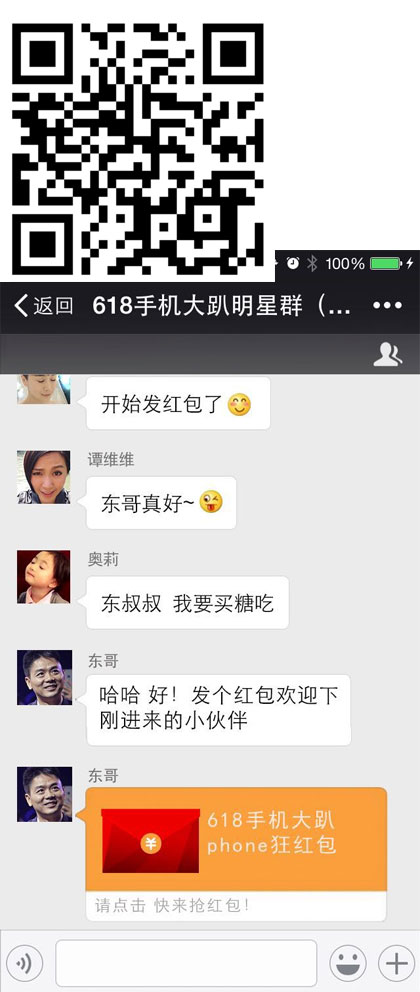 100%
返回 618手机大趴明星群（...
开始发红包了
谭维维
东哥真好~
奥莉
东叔叔 我要买糖吃
东哥
哈哈 好！发个红包欢迎下
刚进来的小伙伴
东哥
618手机大趴
phone狂红包
请点击 快来抢红包！